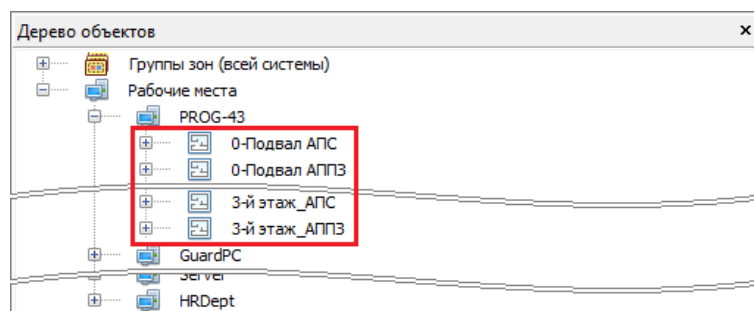 Дерево объектов
Группы зон (всей системы)
Рабочие места
PROG-43
0-Подвал АПС
0-Подвал АППЗ
3-й этаж_АПС
3-й этаж_АППЗ
GuardPC
Server
HRDept